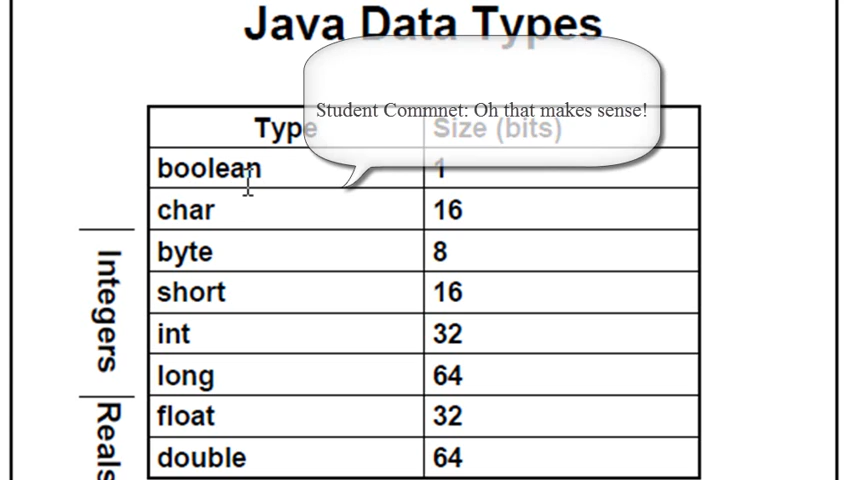 Java Data Types
Student Commnet: Oh that makes sense!
Type Size (bits)
boolean 1
char 16
byte 8
short 16
int 32
long 64
float 32
double 64
Integers
Reals